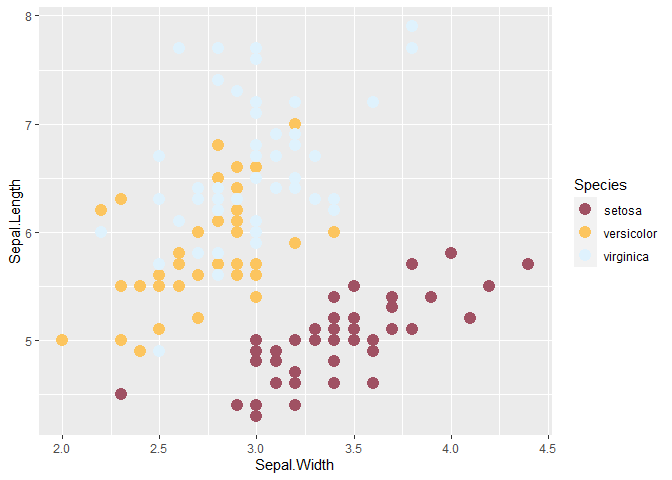 8
7
6
5
Sepal.Length
2.0 2.5 3.0 3.5 4.0 4.5
Sepal.Width
Species
setosa
versicolor
virginica